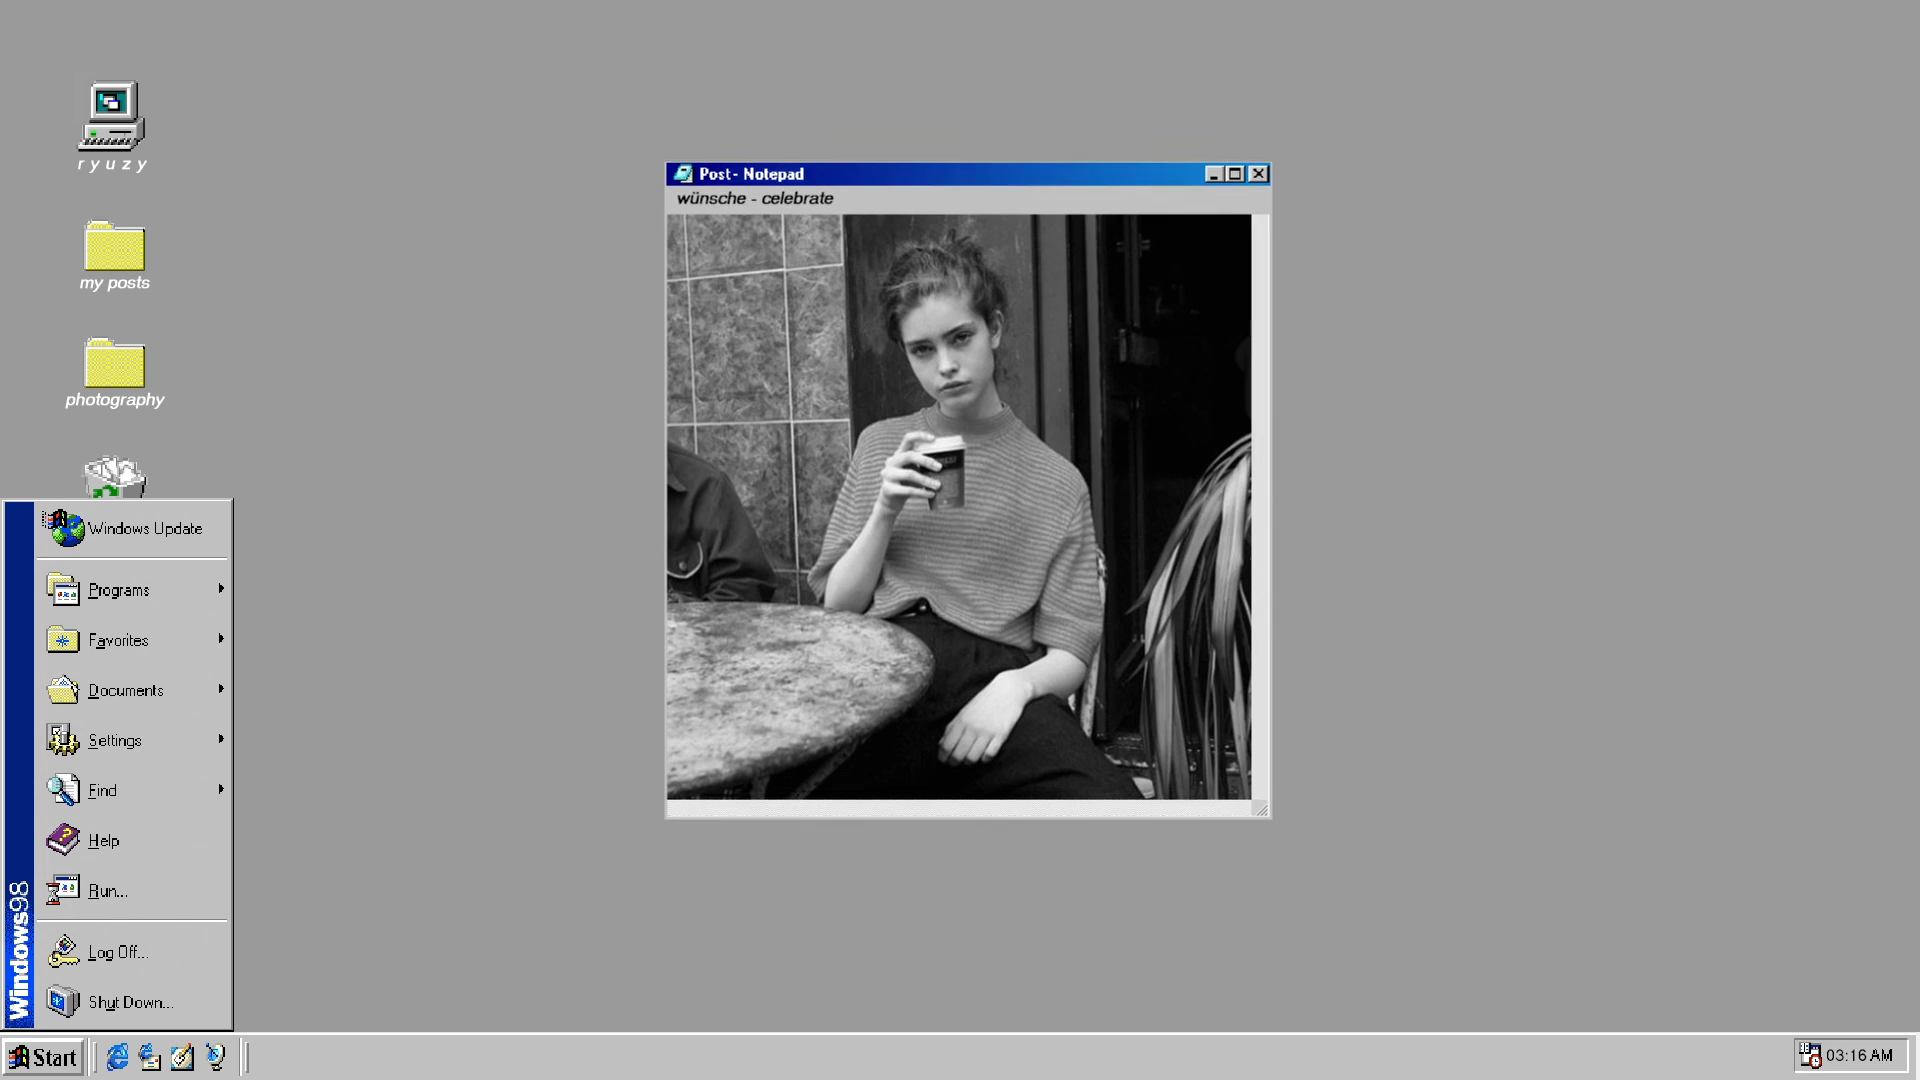 ryuzy
my posts
photography
Post - Notepad
wünsche - celebrate
Windows Update
Programs
Favorites
Documents
Settings
Find
Help
Run...
Log Off...
Shut Down...
Windows98
Start
03:16 AM